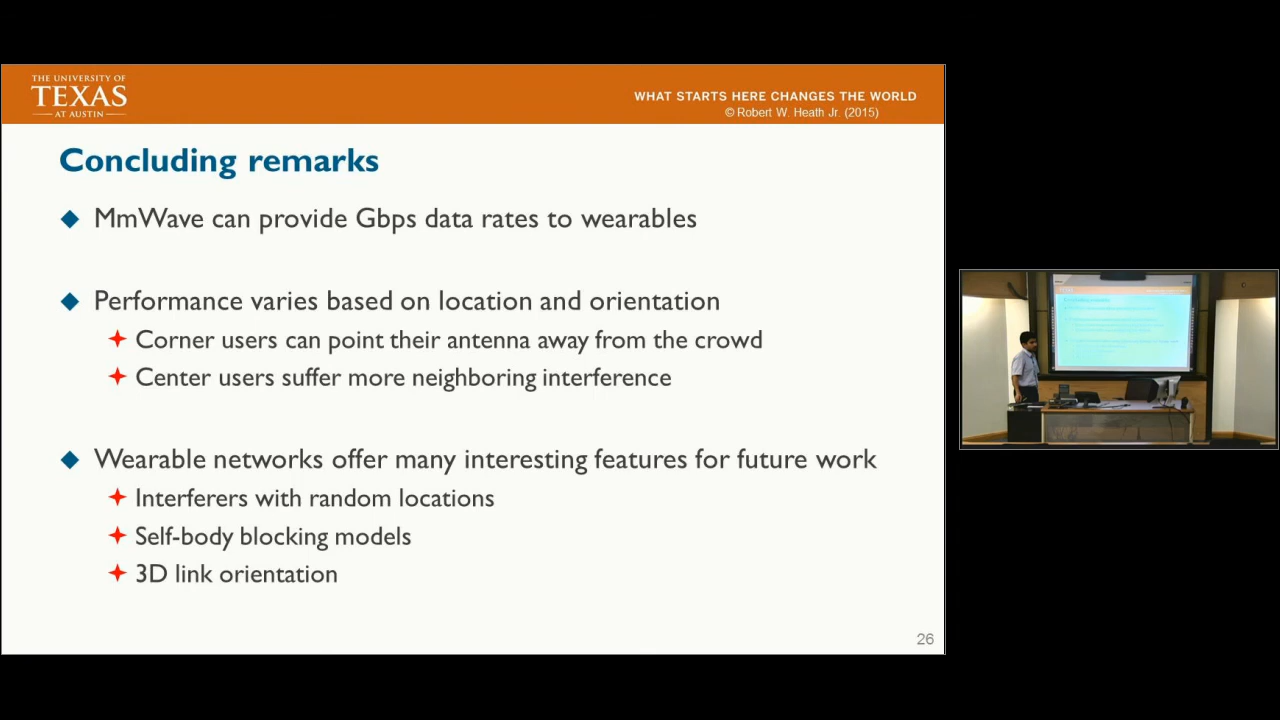 THE UNIVERSITY OF
TEXAS
AT AUSTIN
WHAT STARTS HERE CHANGES THE WORLD
© Robert W. Heath Jr. (2015)
Concluding remarks
MmWave can provide Gbps data rates to wearables
Performance varies based on location and orientation
Corner users can point their antenna away from the crowd
Center users suffer more neighboring interference
Wearable networks offer many interesting features for future work
Interferers with random locations
Self-body blocking models
3D link orientation
26